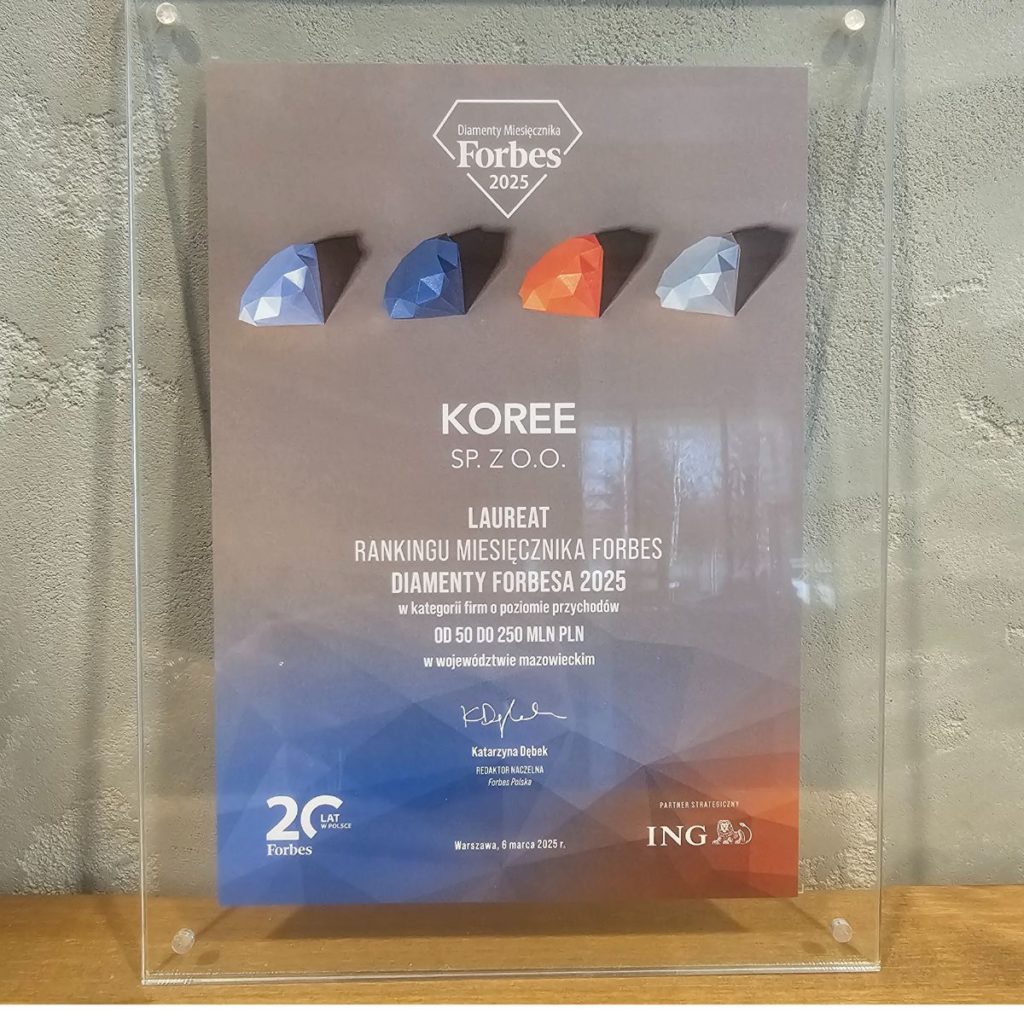 Diamenty Miesięcznika
Forbes
2025
KOREE
SP. Z O.O.
LAUREAT
RANKINGU MIESIĘCZNIKA FORBES
DIAMENTY FORBESA 2025
w kategorii firm o poziomie przychodów
OD 50 DO 250 MLN PLN
w województwie mazowieckim
KDębek
Katarzyna Dębek
REDAKTOR NACZELNA
Forbes Polska
20 LAT
W POLSCE
Forbes
Warszawa, 6 marca 2025 r.
PARTNER STRATEGICZNY
ING